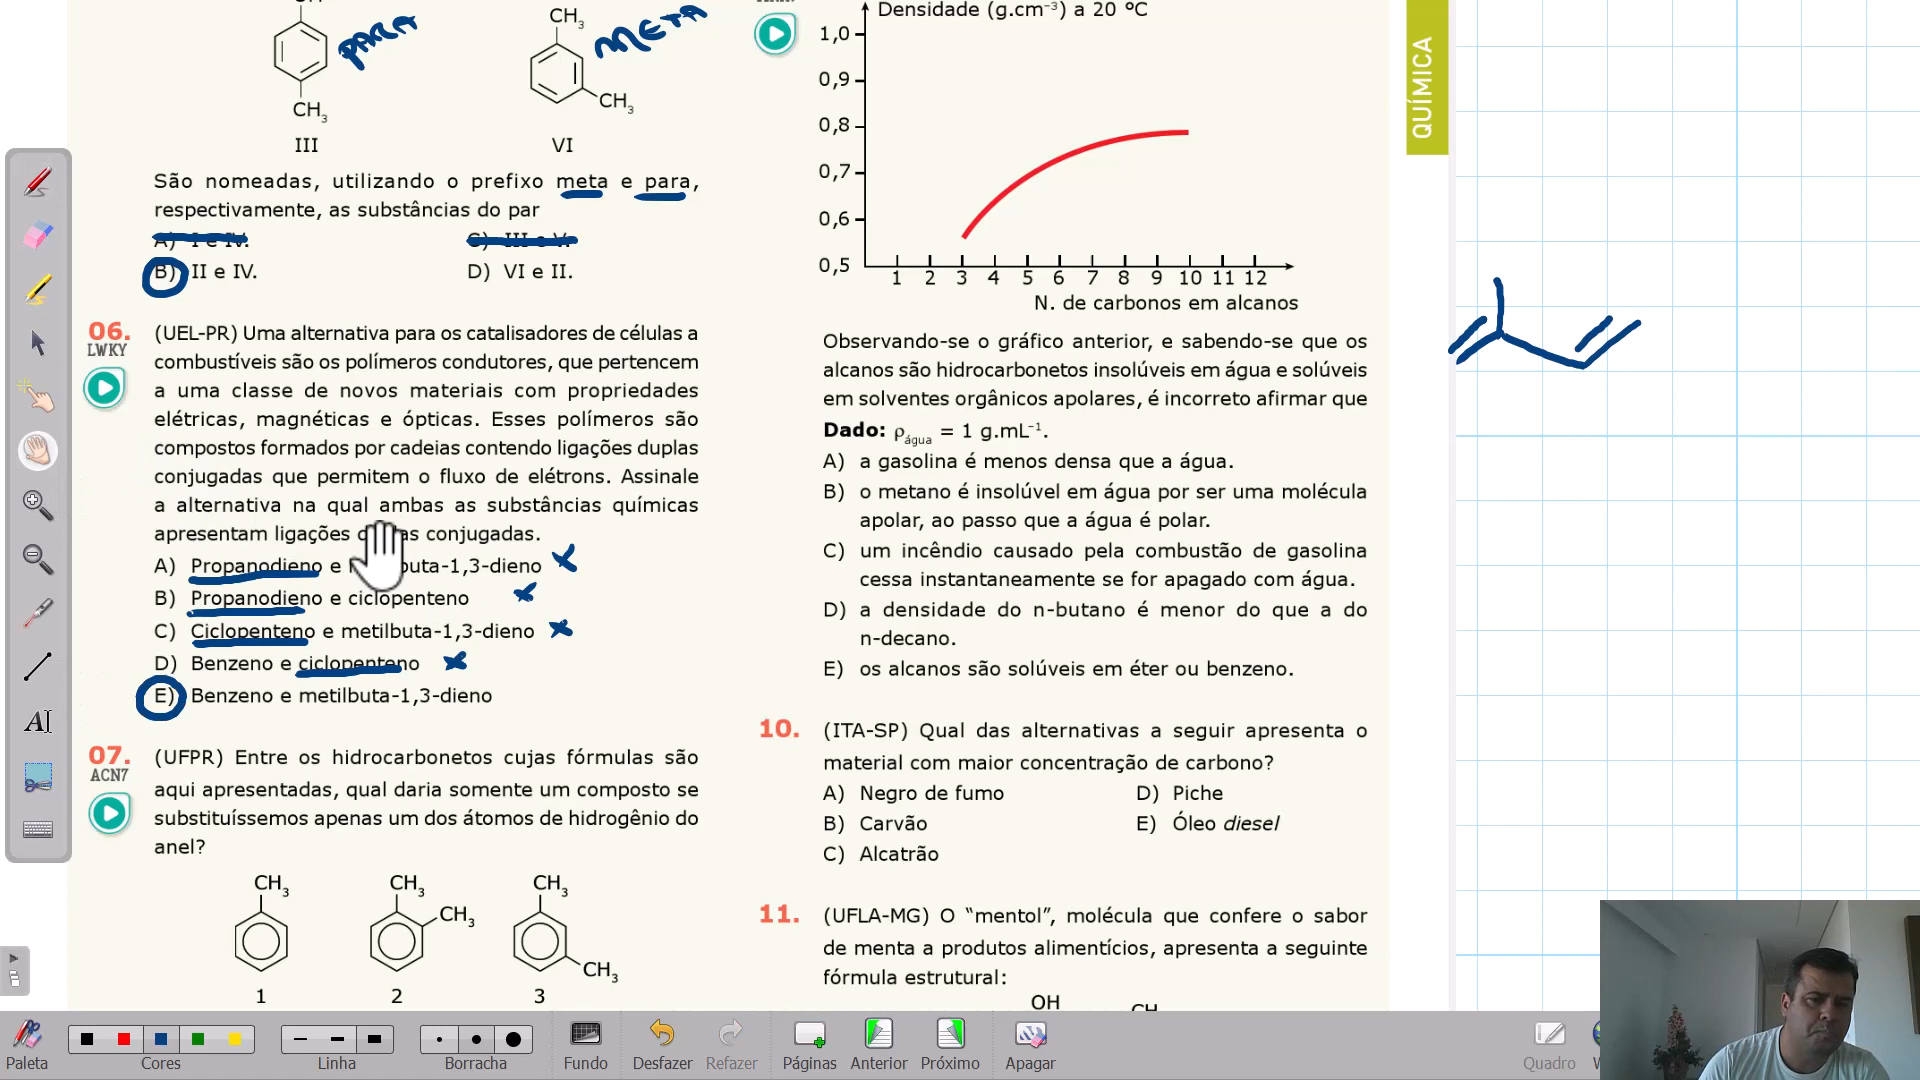 CH3
PARA
CH3
III
CH3
META
CH3
VI
São nomeadas, utilizando o prefixo meta e para,
respectivamente, as substâncias do par
A) I e IV.
C) III e V.
B) II e IV.
D) VI e II.
06.
LWKY
(UEL-PR) Uma alternativa para os catalisadores de células a
combustíveis são os polímeros condutores, que pertencem
a uma classe de novos materiais com propriedades
elétricas, magnéticas e ópticas. Esses polímeros são
compostos formados por cadeias contendo ligações duplas
conjugadas que permitem o fluxo de elétrons. Assinale
a alternativa na qual ambas as substâncias químicas
apresentam ligações conjugadas.
A) Propanodieno e buta-1,3-dieno
B) Propanodieno e ciclopenteno
C) Ciclopenteno e metilbuta-1,3-dieno
D) Benzeno e ciclopenteno
E) Benzeno e metilbuta-1,3-dieno
07.
ACN7
(UFPR) Entre os hidrocarbonetos cujas fórmulas são
aqui apresentadas, qual daria somente um composto se
substituíssemos apenas um dos átomos de hidrogênio do
anel?
CH3
1
CH3
CH3
2
CH3
CH3
3
Densidade (g.cm⁻³) a 20 ºC
1,0
0,9
0,8
0,7
0,6
0,5
1 2 3 4 5 6 7 8 9 10 11 12
N. de carbonos em alcanos
Observando-se o gráfico anterior, e sabendo-se que os
alcanos são hidrocarbonetos insolúveis em água e solúveis
em solventes orgânicos apolares, é incorreto afirmar que
Dado: ρágua = 1 g.mL⁻¹.
A) a gasolina é menos densa que a água.
B) o metano é insolúvel em água por ser uma molécula
apolar, ao passo que a água é polar.
C) um incêndio causado pela combustão de gasolina
cessa instantaneamente se for apagado com água.
D) a densidade do n-butano é menor do que a do
n-decano.
E) os alcanos são solúveis em éter ou benzeno.
10.
(ITA-SP) Qual das alternativas a seguir apresenta o
material com maior concentração de carbono?
A) Negro de fumo
D) Piche
B) Carvão
E) Óleo diesel
C) Alcatrão
11.
(UFLA-MG) O “mentol”, molécula que confere o sabor
de menta a produtos alimentícios, apresenta a seguinte
fórmula estrutural:
OH
QUÍMICA
AI
Paleta
Cores
Linha
Borracha
Fundo
Desfazer
Refazer
Páginas
Anterior
Próximo
Apagar
Quadro